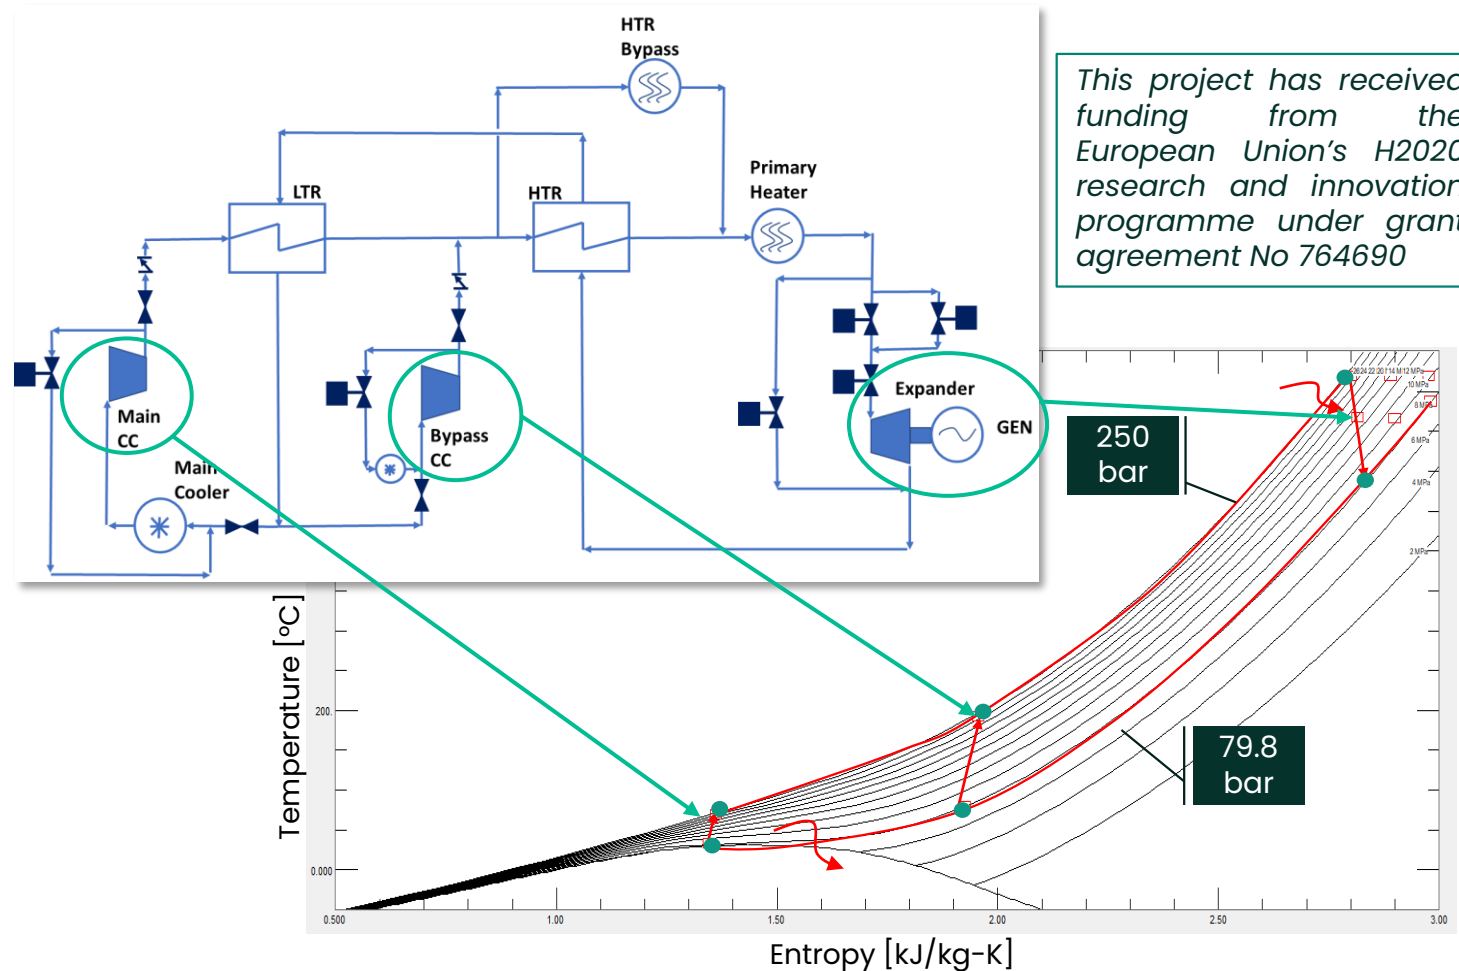 HTR
Bypass
LTR
HTR
Primary
Heater
Main
CC
Bypass
CC
Main
Cooler
Expander
GEN
This project has received
funding from the
European Union’s H2020
research and innovation
programme under grant
agreement No 764690
250
bar
79.8
bar
10 MPa
6 MPa
4 MPa
2 MPa
Temperature [ºC]
200.
0.000
0.500
1.00
1.50
2.00
2.50
3.00
Entropy [kJ/kg-K]